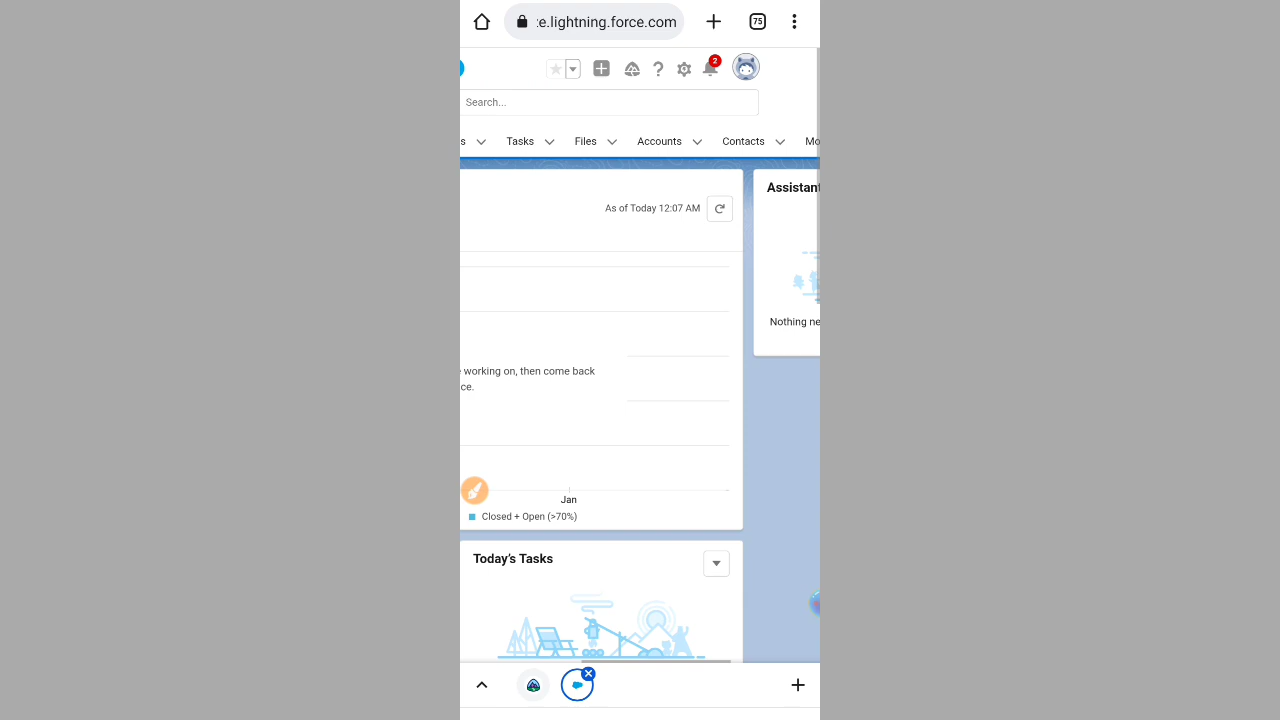 :e.lightning.force.com
75
2
Search...
s Tasks Files Accounts Contacts Mo
Assistant
As of Today 12:07 AM
Nothing ne
working on, then come back
ce.
Jan
Closed + Open (>70%)
Today's Tasks